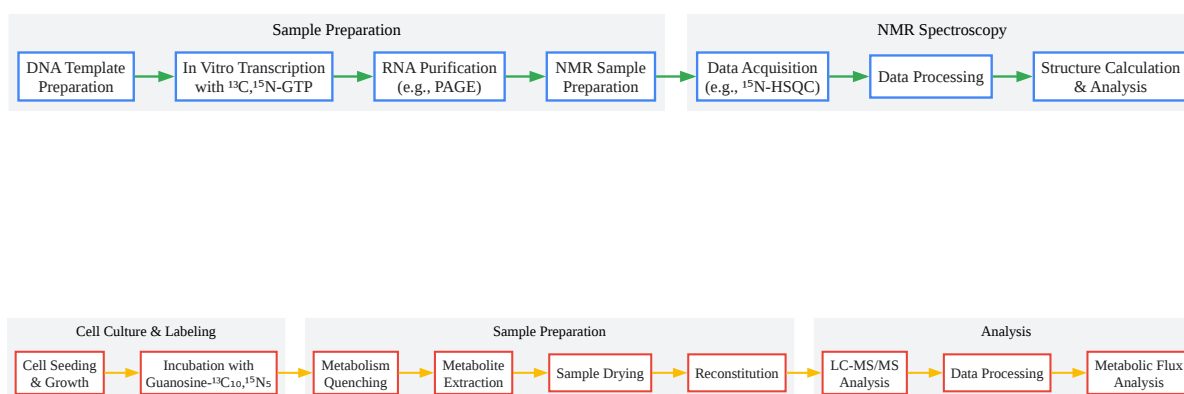 Sample Preparation
NMR Spectroscopy
DNA Template
Preparation
In Vitro Transcription
with ¹³C,¹⁵N-GTP
RNA Purification
(e.g., PAGE)
NMR Sample
Preparation
Data Acquisition
(e.g., ¹⁵N-HSQC)
Data Processing
Structure Calculation
& Analysis
Cell Culture & Labeling
Sample Preparation
Analysis
Cell Seeding
& Growth
Incubation with
Guanosine-¹³C₁₀,¹⁵N₅
Metabolism
Quenching
Metabolite
Extraction
Sample Drying
Reconstitution
LC-MS/MS
Analysis
Data Processing
Metabolic Flux
Analysis